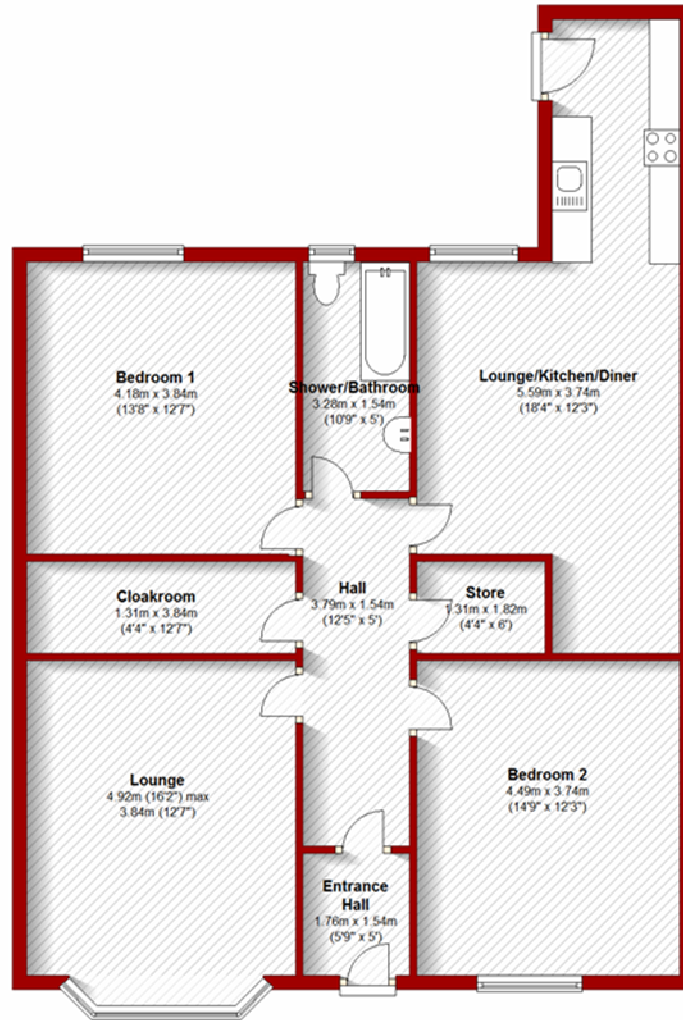 Bedroom 1
4.18m x 3.84m
(13'8" x 12'7")
Shower/Bathroom
3.28m x 1.54m
(10'9" x 5')
Lounge/Kitchen/Diner
5.59m x 3.74m
(18'4" x 12'3")
Cloakroom
1.31m x 3.84m
(4'4" x 12'7")
Hall
3.79m x 1.54m
(12'5" x 5')
Store
1.31m x 1.82m
(4'4" x 6')
Lounge
4.92m (16'2") max
3.84m (12'7")
Bedroom 2
4.49m x 3.74m
(14'9" x 12'3")
Entrance
Hall
1.76m x 1.54m
(5'9" x 5')